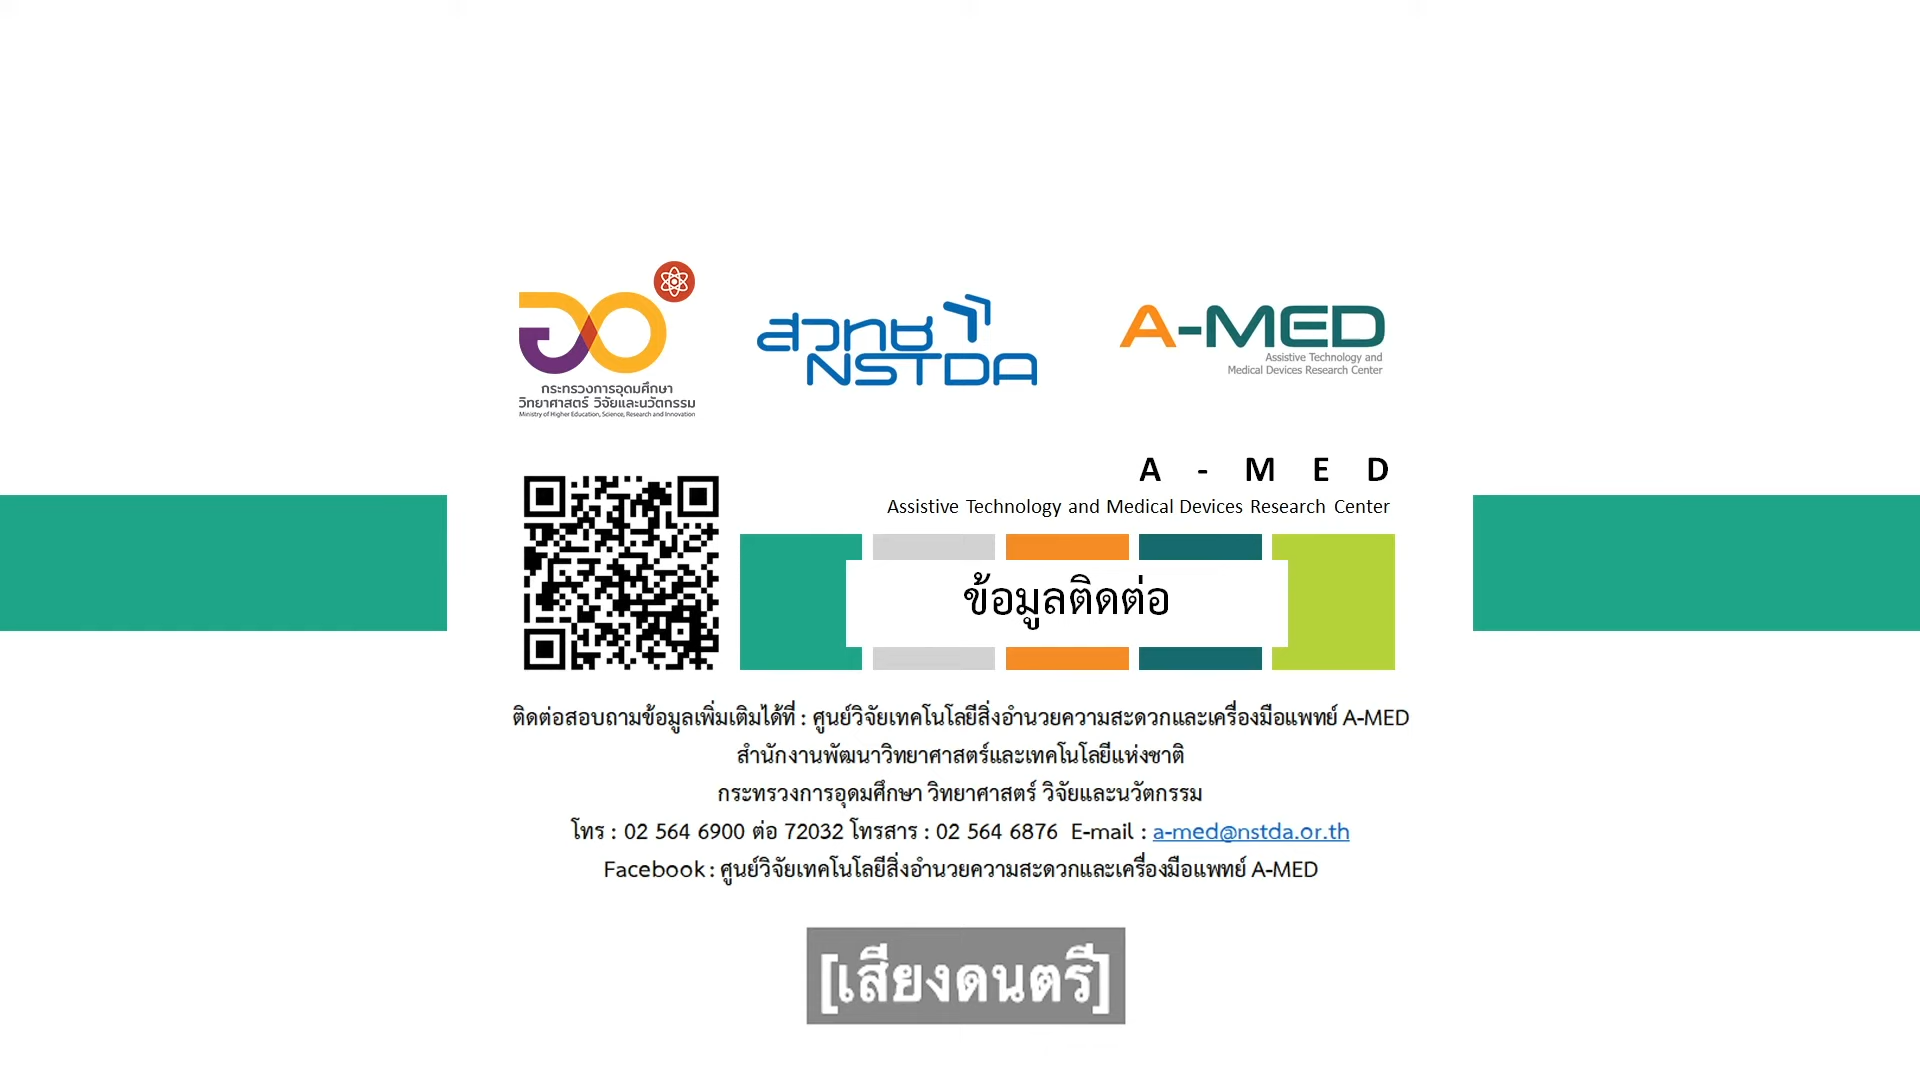 กระทรวงการอุดมศึกษา
วิทยาศาสตร์ วิจัยและนวัตกรรม
Ministry of Higher Education, Science, Research and Innovation
สวทช
NSTDA
A-MED
Assistive Technology and
Medical Devices Research Center
A - M E D
Assistive Technology and Medical Devices Research Center
ข้อมูลติดต่อ
ติดต่อสอบถามข้อมูลเพิ่มเติมได้ที่ : ศูนย์วิจัยเทคโนโลยีสิ่งอำนวยความสะดวกและเครื่องมือแพทย์ A-MED
สำนักงานพัฒนาวิทยาศาสตร์และเทคโนโลยีแห่งชาติ
กระทรวงการอุดมศึกษา วิทยาศาสตร์ วิจัยและนวัตกรรม
โทร : 02 564 6900 ต่อ 72032 โทรสาร : 02 564 6876 E-mail : a-med@nstda.or.th
Facebook : ศูนย์วิจัยเทคโนโลยีสิ่งอำนวยความสะดวกและเครื่องมือแพทย์ A-MED
[เสียงดนตรี]